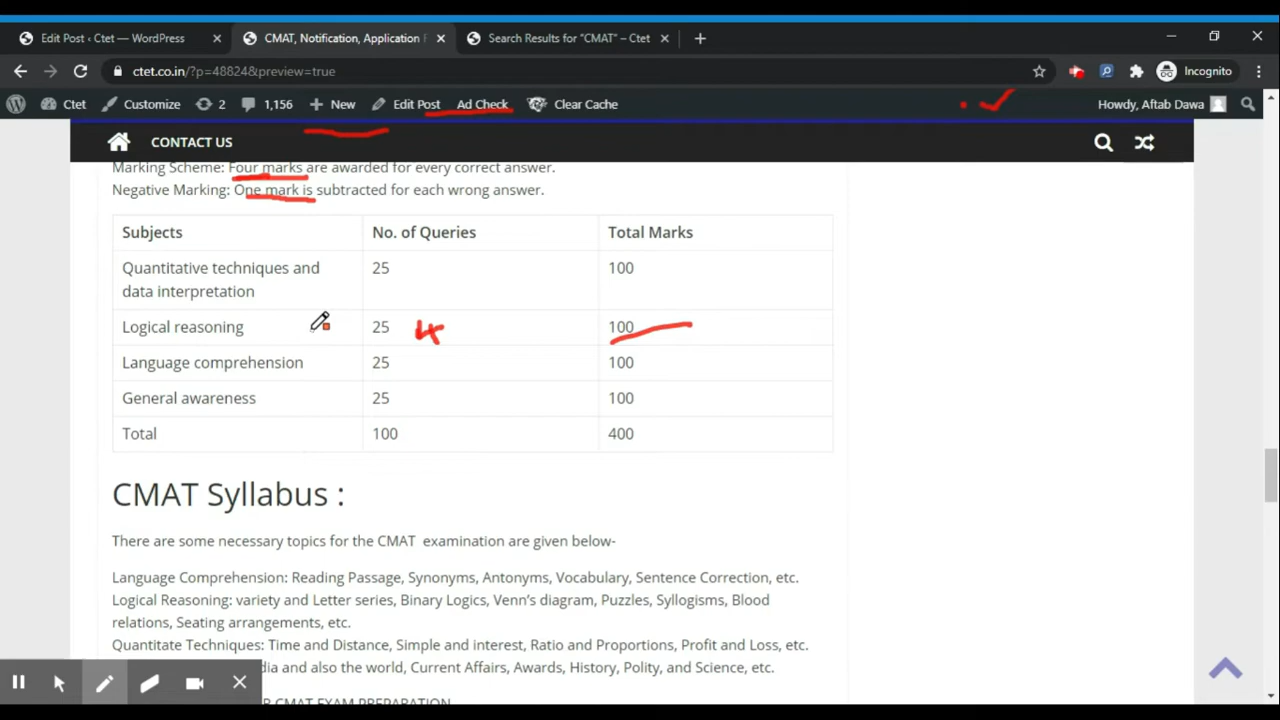 Edit Post ‹ Ctet — WordPress
CMAT, Notification, Application F
Search Results for “CMAT” – Ctet
ctet.co.in/?p=48824&preview=true
Incognito
Ctet
Customize
2
1,156
New
Edit Post
Ad Check
Clear Cache
Howdy, Aftab Dawa
CONTACT US
Marking Scheme: Four marks are awarded for every correct answer.
Negative Marking: One mark is subtracted for each wrong answer.
Subjects No. of Queries Total Marks
Quantitative techniques and 25 100
data interpretation
Logical reasoning 25 4 100
Language comprehension 25 100
General awareness 25 100
Total 100 400
CMAT Syllabus :
There are some necessary topics for the CMAT examination are given below-
Language Comprehension: Reading Passage, Synonyms, Antonyms, Vocabulary, Sentence Correction, etc.
Logical Reasoning: variety and Letter series, Binary Logics, Venn’s diagram, Puzzles, Syllogisms, Blood
relations, Seating arrangements, etc.
Quantitate Techniques: Time and Distance, Simple and interest, Ratio and Proportions, Profit and Loss, etc.
and also the world, Current Affairs, Awards, History, Polity, and Science, etc.
CMAT EXAM PREPARATION